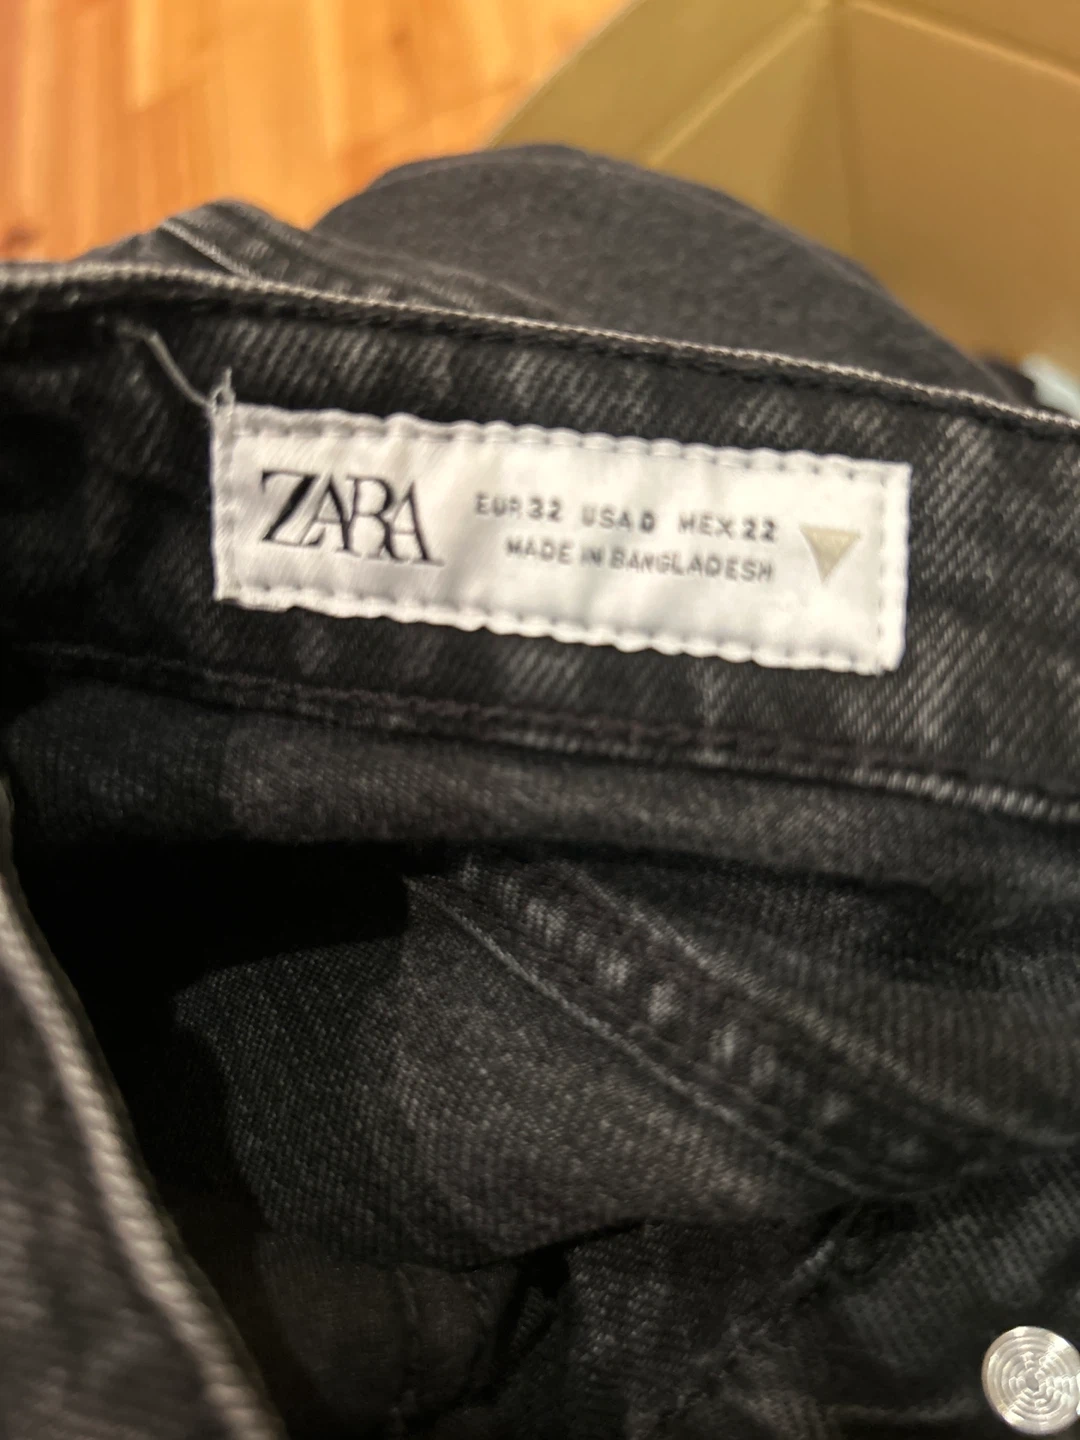 ZARA
EUR 32 USA 0 MEX 22
MADE IN BANGLADESH